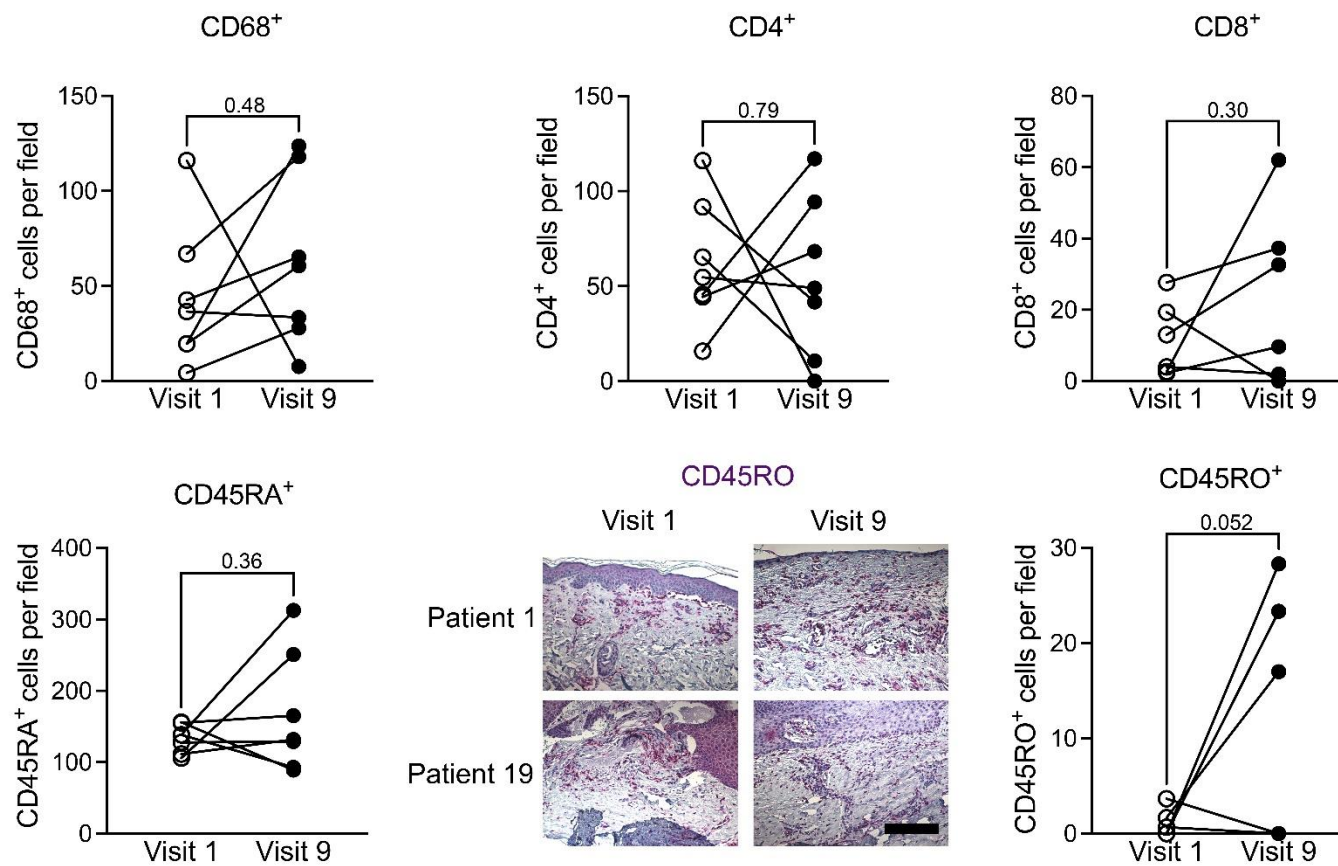 CD68⁺
CD68⁺ cells per field
150
100
50
0
0.48
Visit 1 Visit 9
CD4⁺
CD4⁺ cells per field
150
100
50
0
0.79
Visit 1 Visit 9
CD8⁺
CD8⁺ cells per field
80
60
40
20
0
0.30
Visit 1 Visit 9
CD45RA⁺
CD45RA⁺ cells per field
400
300
200
100
0
0.36
Visit 1 Visit 9
CD45RO
Visit 1 Visit 9
Patient 1
Patient 19
CD45RO⁺
CD45RO⁺ cells per field
30
20
10
0
0.052
Visit 1 Visit 9